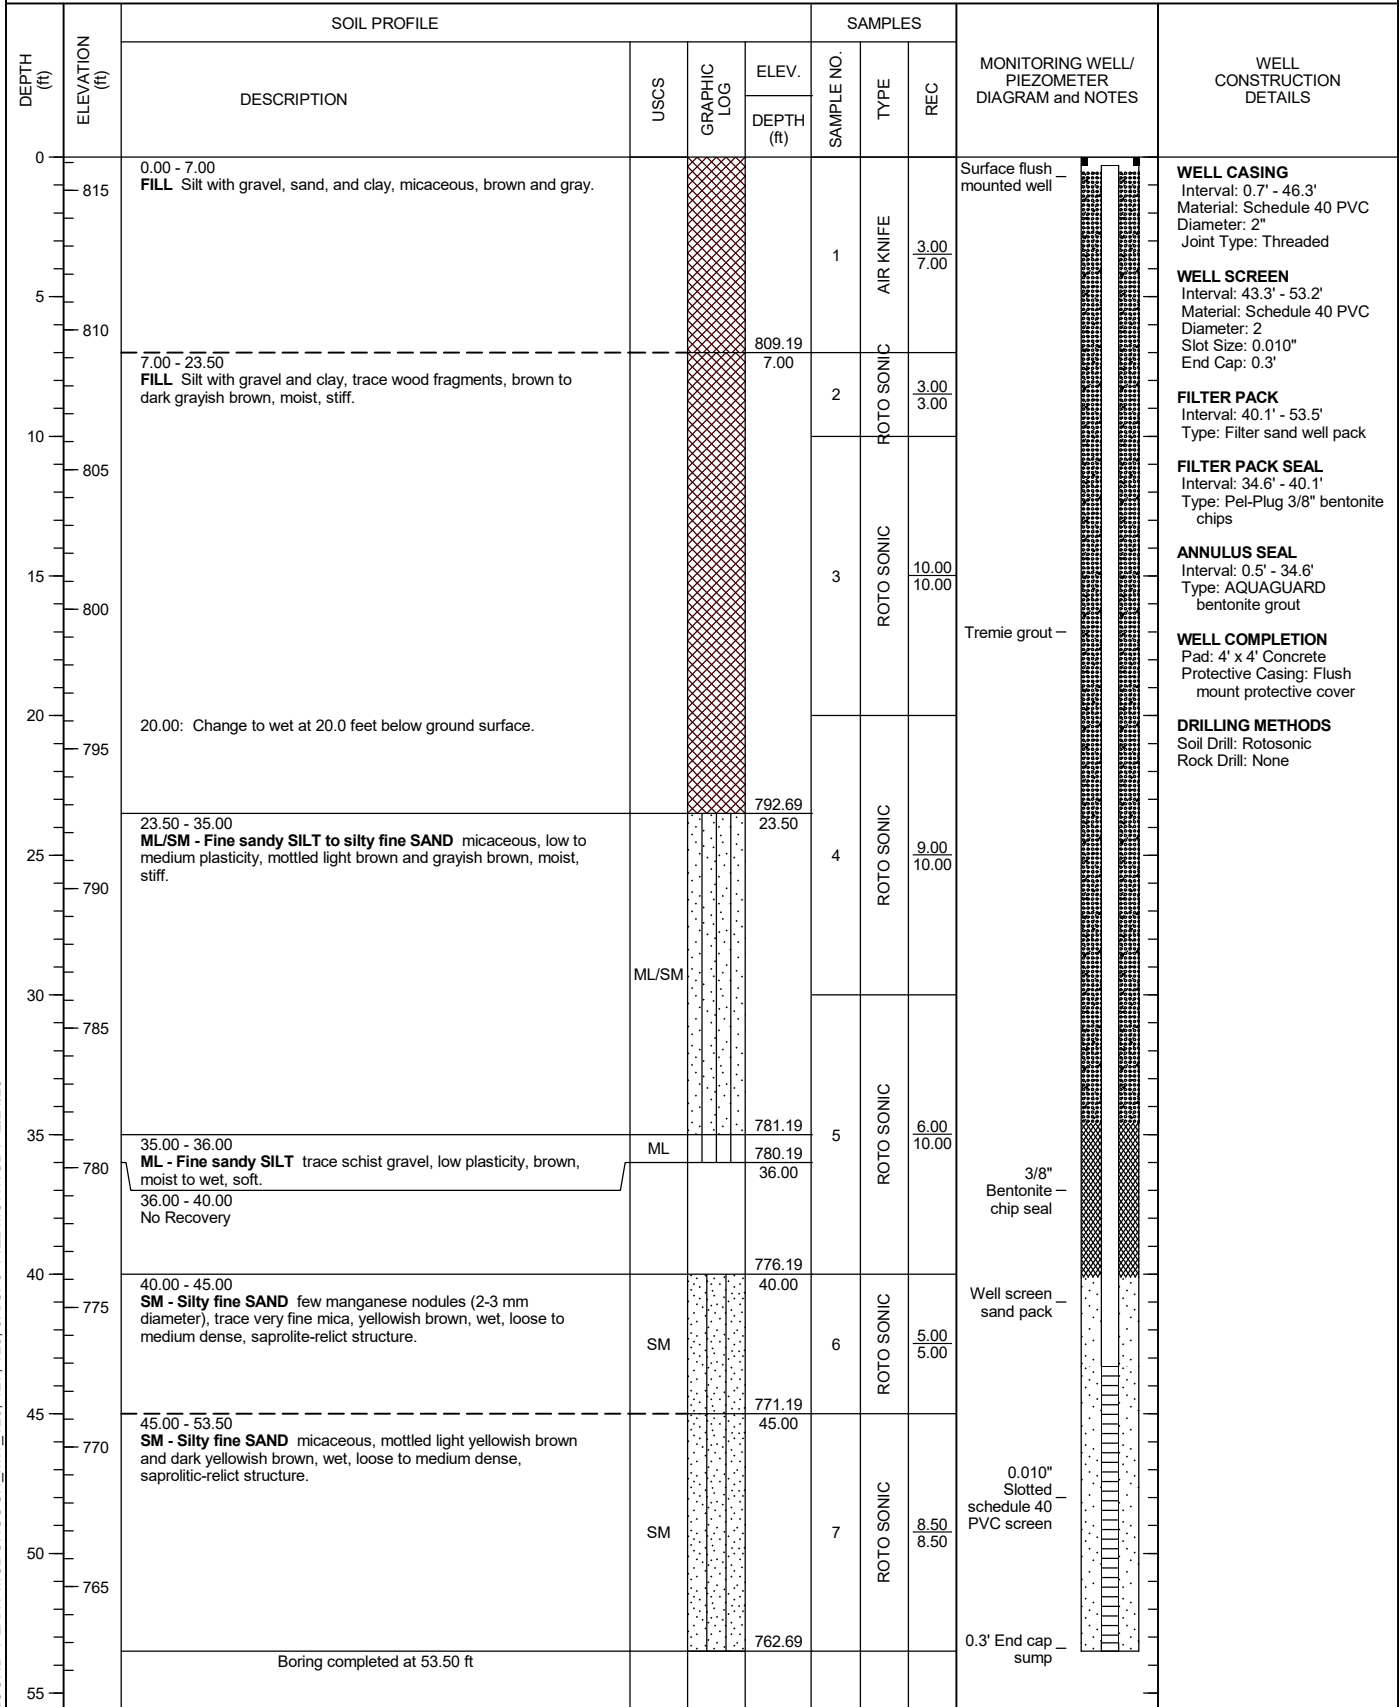 SOIL PROFILE
SAMPLES
DEPTH
(ft)
ELEVATION
(ft)
DESCRIPTION
USCS
GRAPHIC
LOG
ELEV.
DEPTH
(ft)
SAMPLE NO.
TYPE
REC
MONITORING WELL/
PIEZOMETER
DIAGRAM and NOTES
WELL
CONSTRUCTION
DETAILS
0
5
10
15
20
25
30
35
40
45
50
55
815
810
805
800
795
790
785
780
775
770
765
0.00 - 7.00
FILL Silt with gravel, sand, and clay, micaceous, brown and gray.
809.19
7.00
7.00 - 23.50
FILL Silt with gravel and clay, trace wood fragments, brown to
dark grayish brown, moist, stiff.
20.00: Change to wet at 20.0 feet below ground surface.
792.69
23.50
23.50 - 35.00
ML/SM - Fine sandy SILT to silty fine SAND micaceous, low to
medium plasticity, mottled light brown and grayish brown, moist,
stiff.
ML/SM
781.19
35.00 - 36.00
ML - Fine sandy SILT trace schist gravel, low plasticity, brown,
moist to wet, soft.
ML
780.19
36.00
36.00 - 40.00
No Recovery
776.19
40.00
40.00 - 45.00
SM - Silty fine SAND few manganese nodules (2-3 mm
diameter), trace very fine mica, yellowish brown, wet, loose to
medium dense, saprolite-relict structure.
SM
771.19
45.00
45.00 - 53.50
SM - Silty fine SAND micaceous, mottled light yellowish brown
and dark yellowish brown, wet, loose to medium dense,
saprolitic-relict structure.
SM
762.69
Boring completed at 53.50 ft
1
AIR KNIFE
3.00
7.00
2
ROTO SONIC
3.00
3.00
3
ROTO SONIC
10.00
10.00
4
ROTO SONIC
9.00
10.00
5
ROTO SONIC
6.00
10.00
6
ROTO SONIC
5.00
5.00
7
ROTO SONIC
8.50
8.50
Surface flush
mounted well
Tremie grout
3/8"
Bentonite
chip seal
Well screen
sand pack
0.010"
Slotted
schedule 40
PVC screen
0.3' End cap
sump
WELL CASING
Interval: 0.7' - 46.3'
Material: Schedule 40 PVC
Diameter: 2"
Joint Type: Threaded
WELL SCREEN
Interval: 43.3' - 53.2'
Material: Schedule 40 PVC
Diameter: 2
Slot Size: 0.010"
End Cap: 0.3'
FILTER PACK
Interval: 40.1' - 53.5'
Type: Filter sand well pack
FILTER PACK SEAL
Interval: 34.6' - 40.1'
Type: Pel-Plug 3/8" bentonite
chips
ANNULUS SEAL
Interval: 0.5' - 34.6'
Type: AQUAGUARD
bentonite grout
WELL COMPLETION
Pad: 4' x 4' Concrete
Protective Casing: Flush
mount protective cover
DRILLING METHODS
Soil Drill: Rotosonic
Rock Drill: None